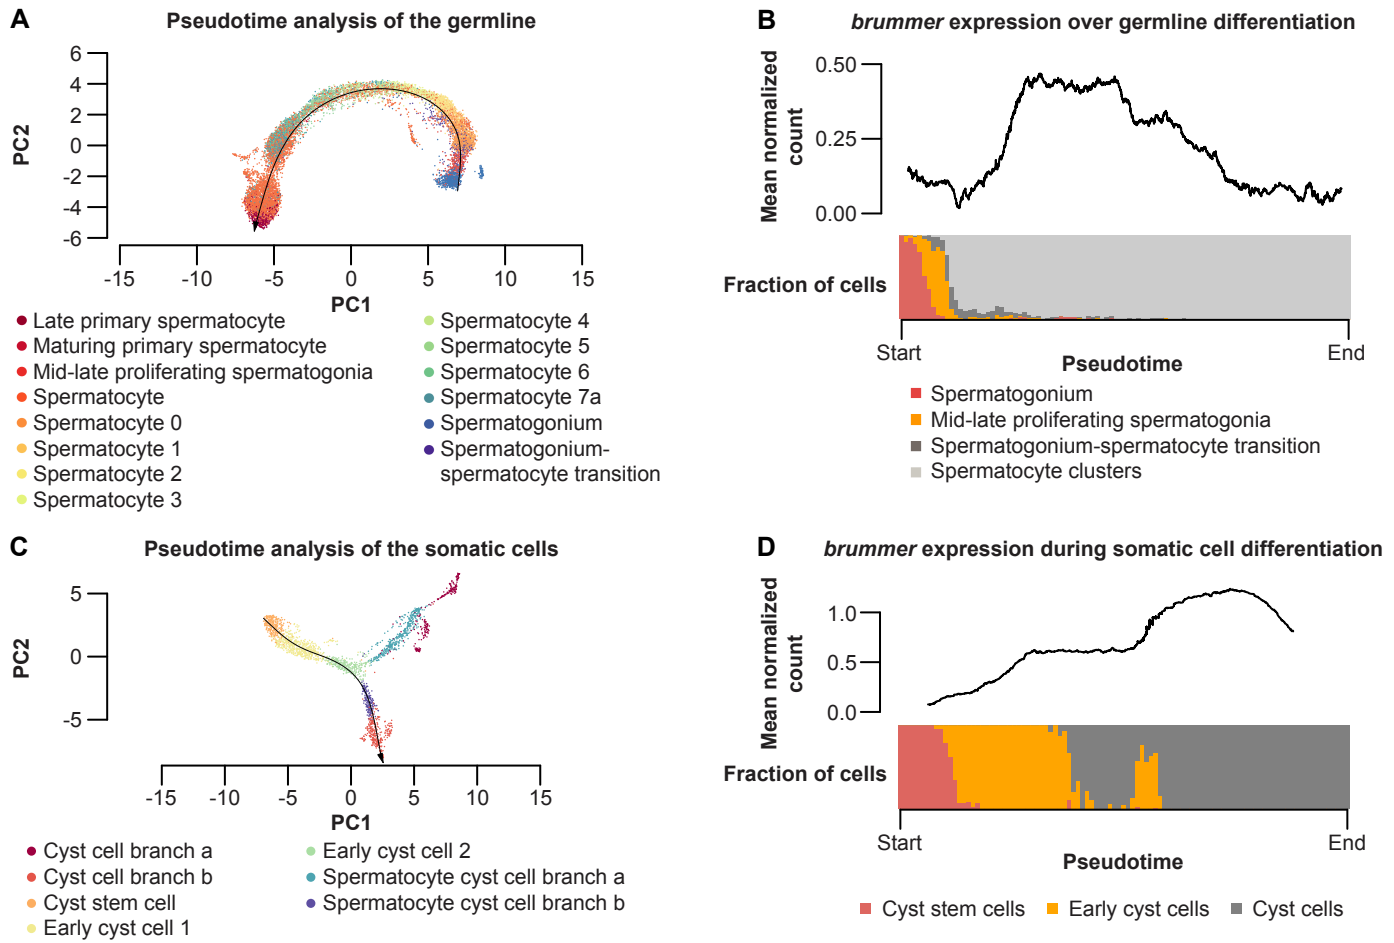 A
Pseudotime analysis of the germline
6
4
2
0
-2
-4
-6
PC2
-15
-10
-5
0
5
10
15
PC1
Late primary spermatocyte
Maturing primary spermatocyte
Mid-late proliferating spermatogonia
Spermatocyte
Spermatocyte 0
Spermatocyte 1
Spermatocyte 2
Spermatocyte 3
Spermatocyte 4
Spermatocyte 5
Spermatocyte 6
Spermatocyte 7a
Spermatogonium
Spermatogonium-
spermatocyte transition
B
brummer expression over germline differentiation
Mean normalized
count
0.50
0.25
0.00
Fraction of cells
Start
End
Pseudotime
Spermatogonium
Mid-late proliferating spermatogonia
Spermatogonium-spermatocyte transition
Spermatocyte clusters
C
Pseudotime analysis of the somatic cells
5
0
-5
PC2
-15
-10
-5
0
5
10
15
PC1
Cyst cell branch a
Cyst cell branch b
Cyst stem cell
Early cyst cell 1
Early cyst cell 2
Spermatocyte cyst cell branch a
Spermatocyte cyst cell branch b
D
brummer expression during somatic cell differentiation
Mean normalized
count
1.0
0.5
0.0
Fraction of cells
Start
End
Pseudotime
Cyst stem cells
Early cyst cells
Cyst cells